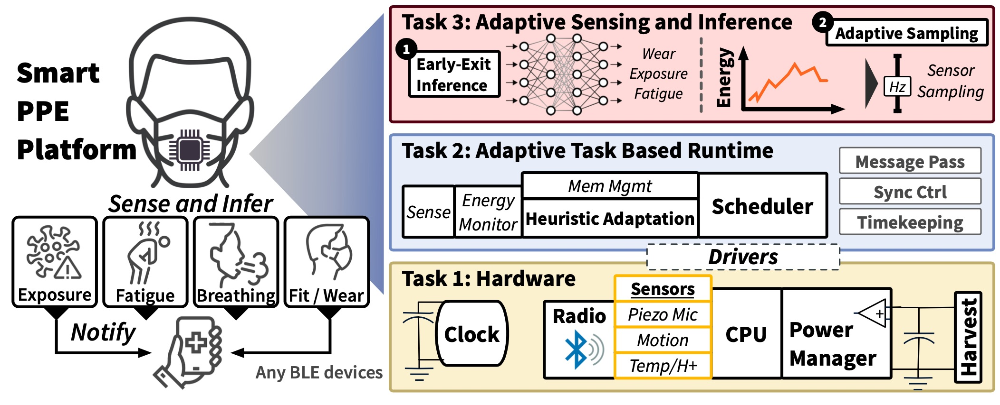 Smart
PPE
Platform
Sense and Infer
Exposure
Fatigue
Breathing
Fit / Wear
Notify
Any BLE devices
Task 3: Adaptive Sensing and Inference
1
Early-Exit
Inference
Wear
Exposure
Fatigue
2
Adaptive Sampling
Energy
Hz
Sensor
Sampling
Task 2: Adaptive Task Based Runtime
Sense
Energy
Monitor
Mem Mgmt
Heuristic Adaptation
Scheduler
Message Pass
Sync Ctrl
Timekeeping
Drivers
Task 1: Hardware
Clock
Radio
Sensors
Piezo Mic
Motion
Temp/H+
CPU
Power
Manager
+
Harvest